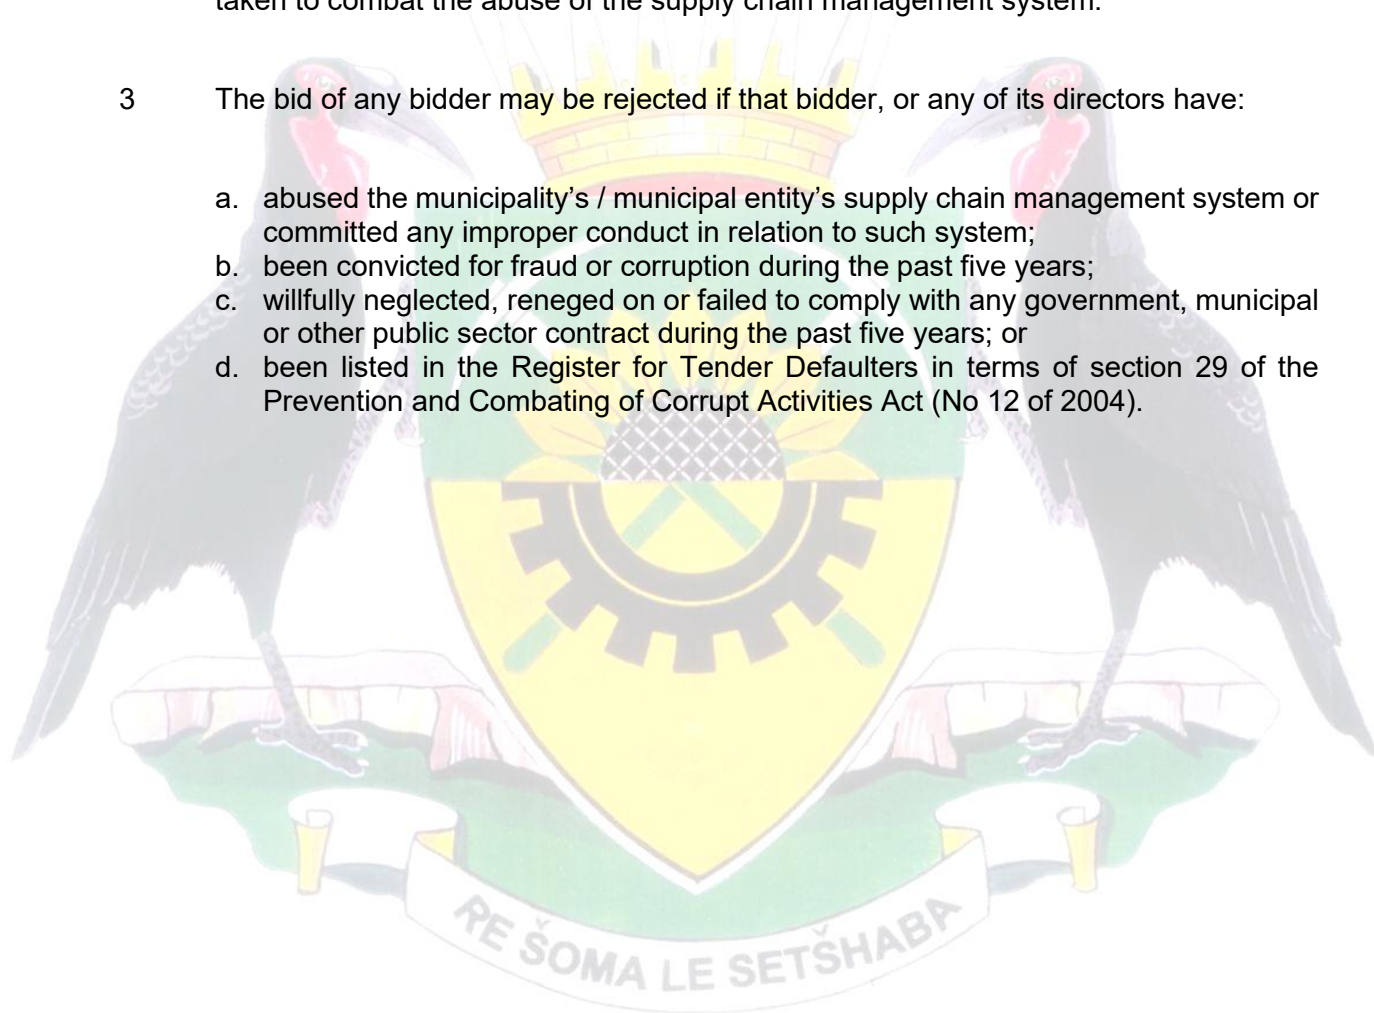 taken to combat the abuse of the supply chain management system.
3 The bid of any bidder may be rejected if that bidder, or any of its directors have:
a. abused the municipality’s / municipal entity’s supply chain management system or
committed any improper conduct in relation to such system;
b. been convicted for fraud or corruption during the past five years;
c. willfully neglected, reneged on or failed to comply with any government, municipal
or other public sector contract during the past five years; or
d. been listed in the Register for Tender Defaulters in terms of section 29 of the
Prevention and Combating of Corrupt Activities Act (No 12 of 2004).
RE ŠOMA LE SETŠHABA